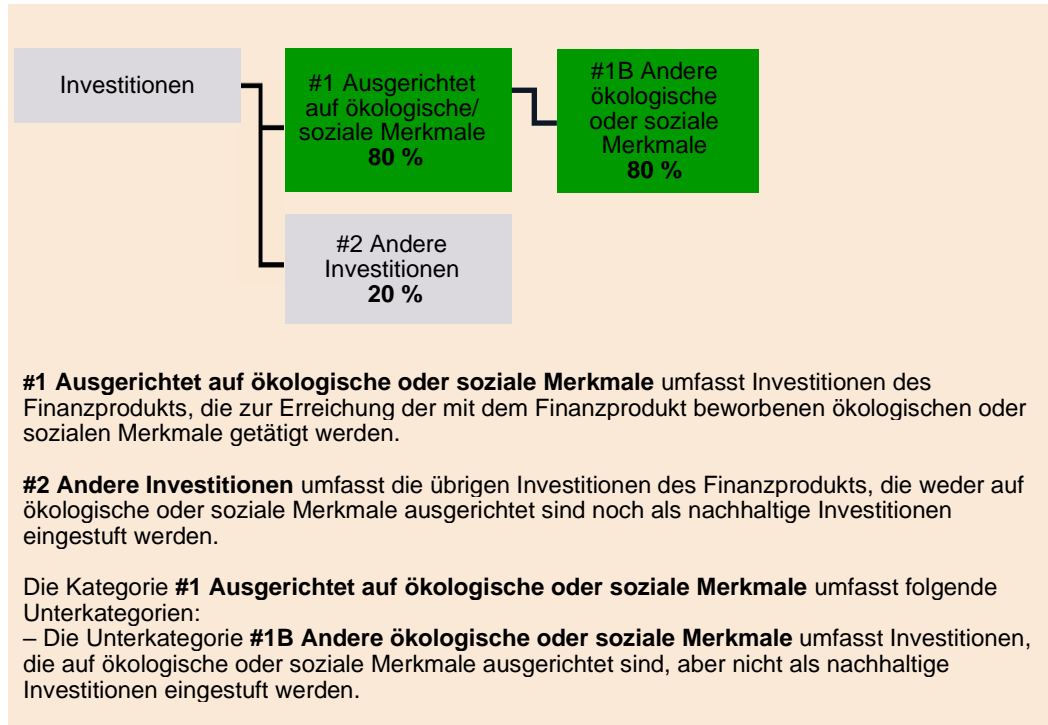 Investitionen
#1 Ausgerichtet
auf ökologische/
soziale Merkmale
80 %
#1B Andere
ökologische
oder soziale
Merkmale
80 %
#2 Andere
Investitionen
20 %
#1 Ausgerichtet auf ökologische oder soziale Merkmale umfasst Investitionen des
Finanzprodukts, die zur Erreichung der mit dem Finanzprodukt beworbenen ökologischen oder
sozialen Merkmale getätigt werden.
#2 Andere Investitionen umfasst die übrigen Investitionen des Finanzprodukts, die weder auf
ökologische oder soziale Merkmale ausgerichtet sind noch als nachhaltige Investitionen
eingestuft werden.
Die Kategorie #1 Ausgerichtet auf ökologische oder soziale Merkmale umfasst folgende
Unterkategorien:
– Die Unterkategorie #1B Andere ökologische oder soziale Merkmale umfasst Investitionen,
die auf ökologische oder soziale Merkmale ausgerichtet sind, aber nicht als nachhaltige
Investitionen eingestuft werden.